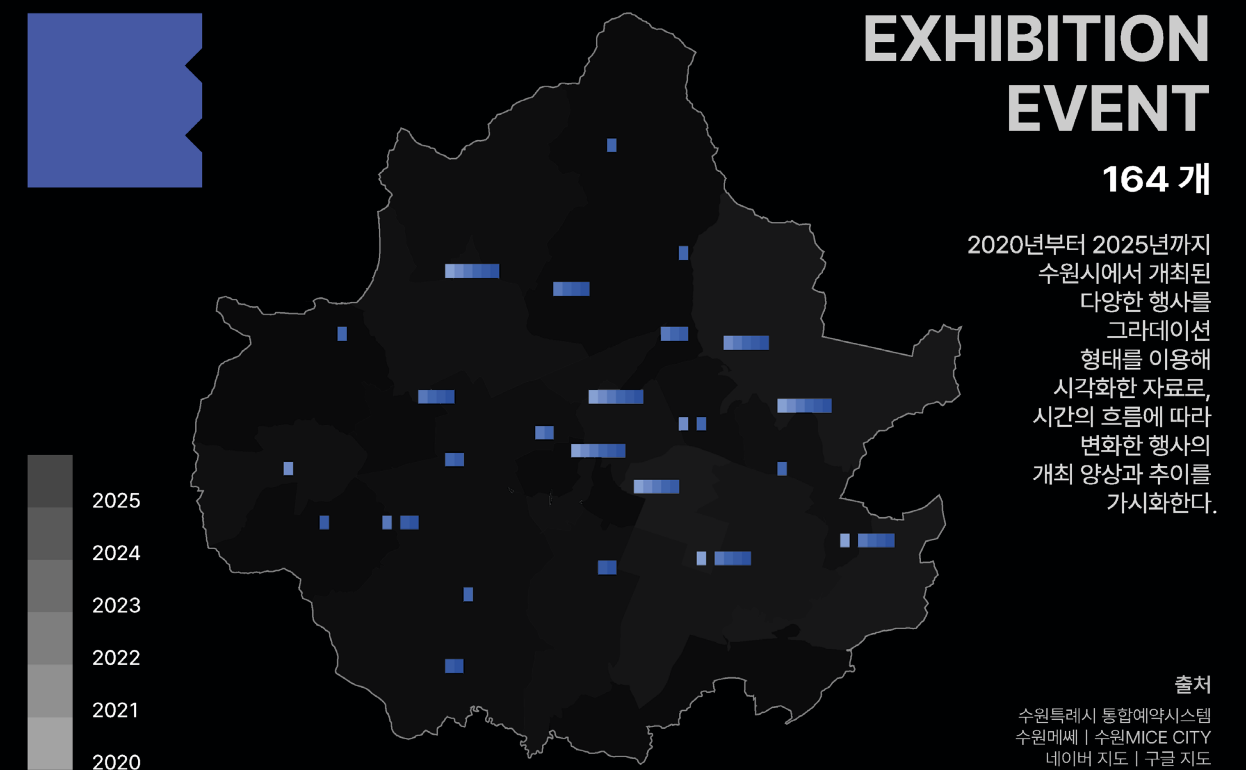 EXHIBITION
EVENT
164 개
2020년부터 2025년까지
수원시에서 개최된
다양한 행사를
그라데이션
형태를 이용해
시각화한 자료로,
시간의 흐름에 따라
변화한 행사의
개최 양상과 추이를
가시화한다.
2025
2024
2023
2022
2021
2020
출처
수원특례시 통합예약시스템
수원메쎄 | 수원MICE CITY
네이버 지도 | 구글 지도